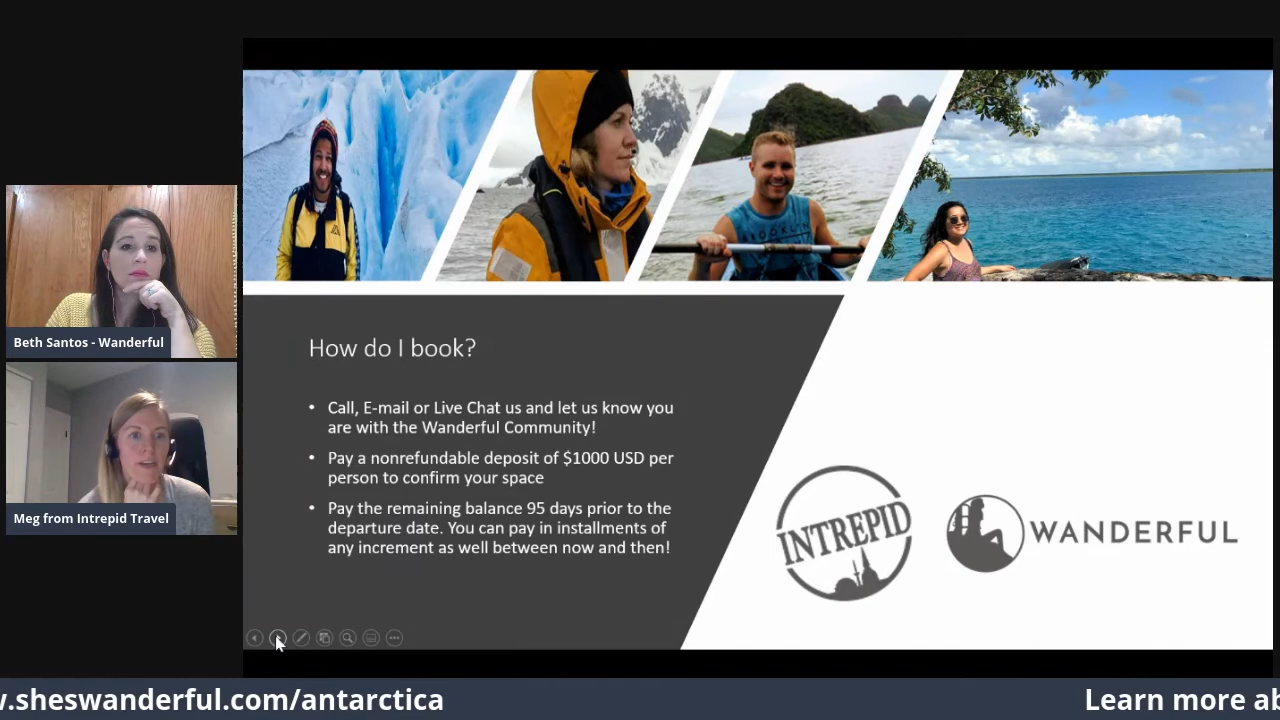 Beth Santos - Wanderful
Meg from Intrepid Travel
BROOKLYN
How do I book?
• Call, E-mail or Live Chat us and let us know you
are with the Wanderful Community!
• Pay a nonrefundable deposit of $1000 USD per
person to confirm your space
• Pay the remaining balance 95 days prior to the
departure date. You can pay in installments of
any increment as well between now and then!
INTREPID
WANDERFUL
.sheswanderful.com/antarctica
Learn more